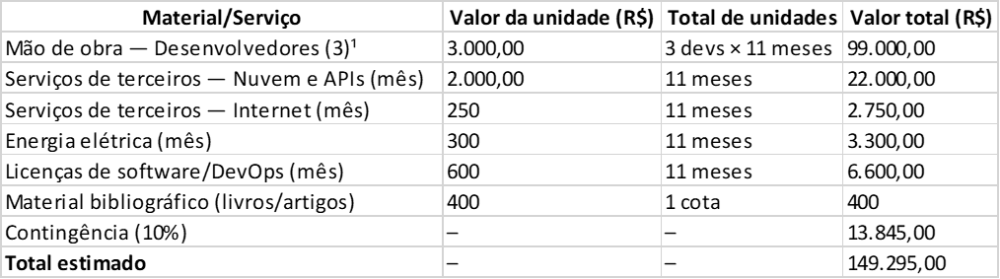 Material/Serviço Valor da unidade (R$) Total de unidades Valor total (R$)
Mão de obra — Desenvolvedores (3)¹ 3.000,00 3 devs × 11 meses 99.000,00
Serviços de terceiros — Nuvem e APIs (mês) 2.000,00 11 meses 22.000,00
Serviços de terceiros — Internet (mês) 250 11 meses 2.750,00
Energia elétrica (mês) 300 11 meses 3.300,00
Licenças de software/DevOps (mês) 600 11 meses 6.600,00
Material bibliográfico (livros/artigos) 400 1 cota 400
Contingência (10%) – – 13.845,00
Total estimado – – 149.295,00